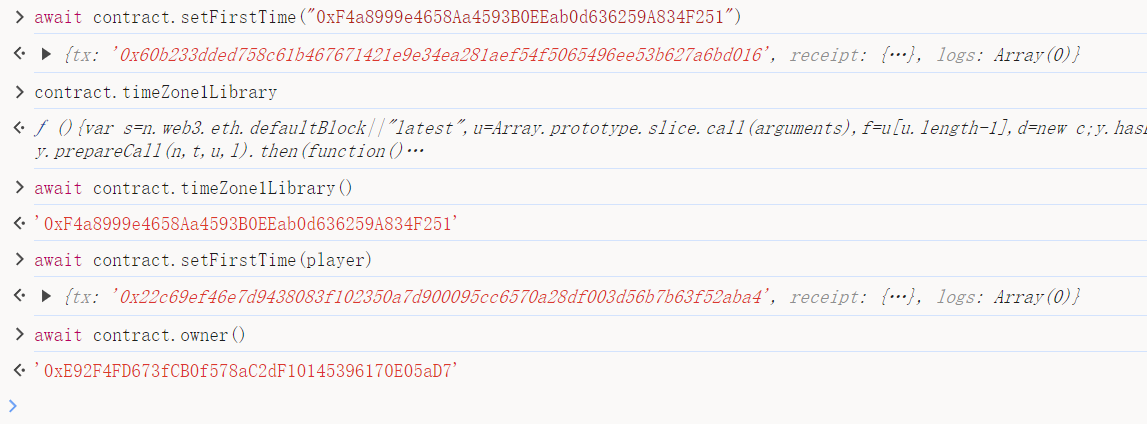 > await contract.setFirstTime("0xF4a8999e4658Aa4593B0EEab0d636259A834F251")
{tx: '0x60b233dded758c61b467671421e9e34ea281aef54f5065496ee53b627a6bd016', receipt: {…}, logs: Array(0)}
> contract.timeZone1Library
ƒ (){var s=n.web3.eth.defaultBlock||"latest",u=Array.prototype.slice.call(arguments),f=u[u.length-1],d=new c;y.hasL
y.prepareCall(n,t,u,l).then(function()…
> await contract.timeZone1Library()
'0xF4a8999e4658Aa4593B0EEab0d636259A834F251'
> await contract.setFirstTime(player)
{tx: '0x22c69ef46e7d9438083f102350a7d900095cc6570a28df003d56b7b63f52aba4', receipt: {…}, logs: Array(0)}
> await contract.owner()
'0xE92F4FD673fCB0f578aC2dF10145396170E05aD7'
>